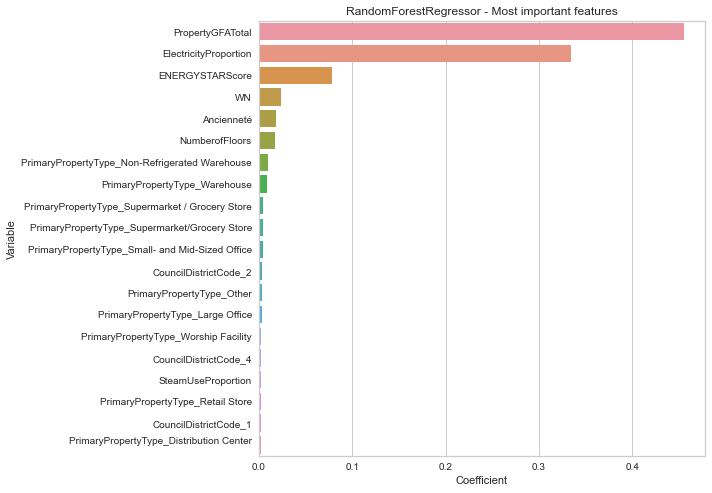 RandomForestRegressor - Most important features
PropertyGFATotal
ElectricityProportion
ENERGYSTARScore
WN
Ancienneté
NumberofFloors
PrimaryPropertyType_Non-Refrigerated Warehouse
PrimaryPropertyType_Warehouse
PrimaryPropertyType_Supermarket / Grocery Store
PrimaryPropertyType_Supermarket/Grocery Store
PrimaryPropertyType_Small- and Mid-Sized Office
CouncilDistrictCode_2
PrimaryPropertyType_Other
PrimaryPropertyType_Large Office
PrimaryPropertyType_Worship Facility
CouncilDistrictCode_4
SteamUseProportion
PrimaryPropertyType_Retail Store
CouncilDistrictCode_1
PrimaryPropertyType_Distribution Center
Variable
0.0 0.1 0.2 0.3 0.4
Coefficient